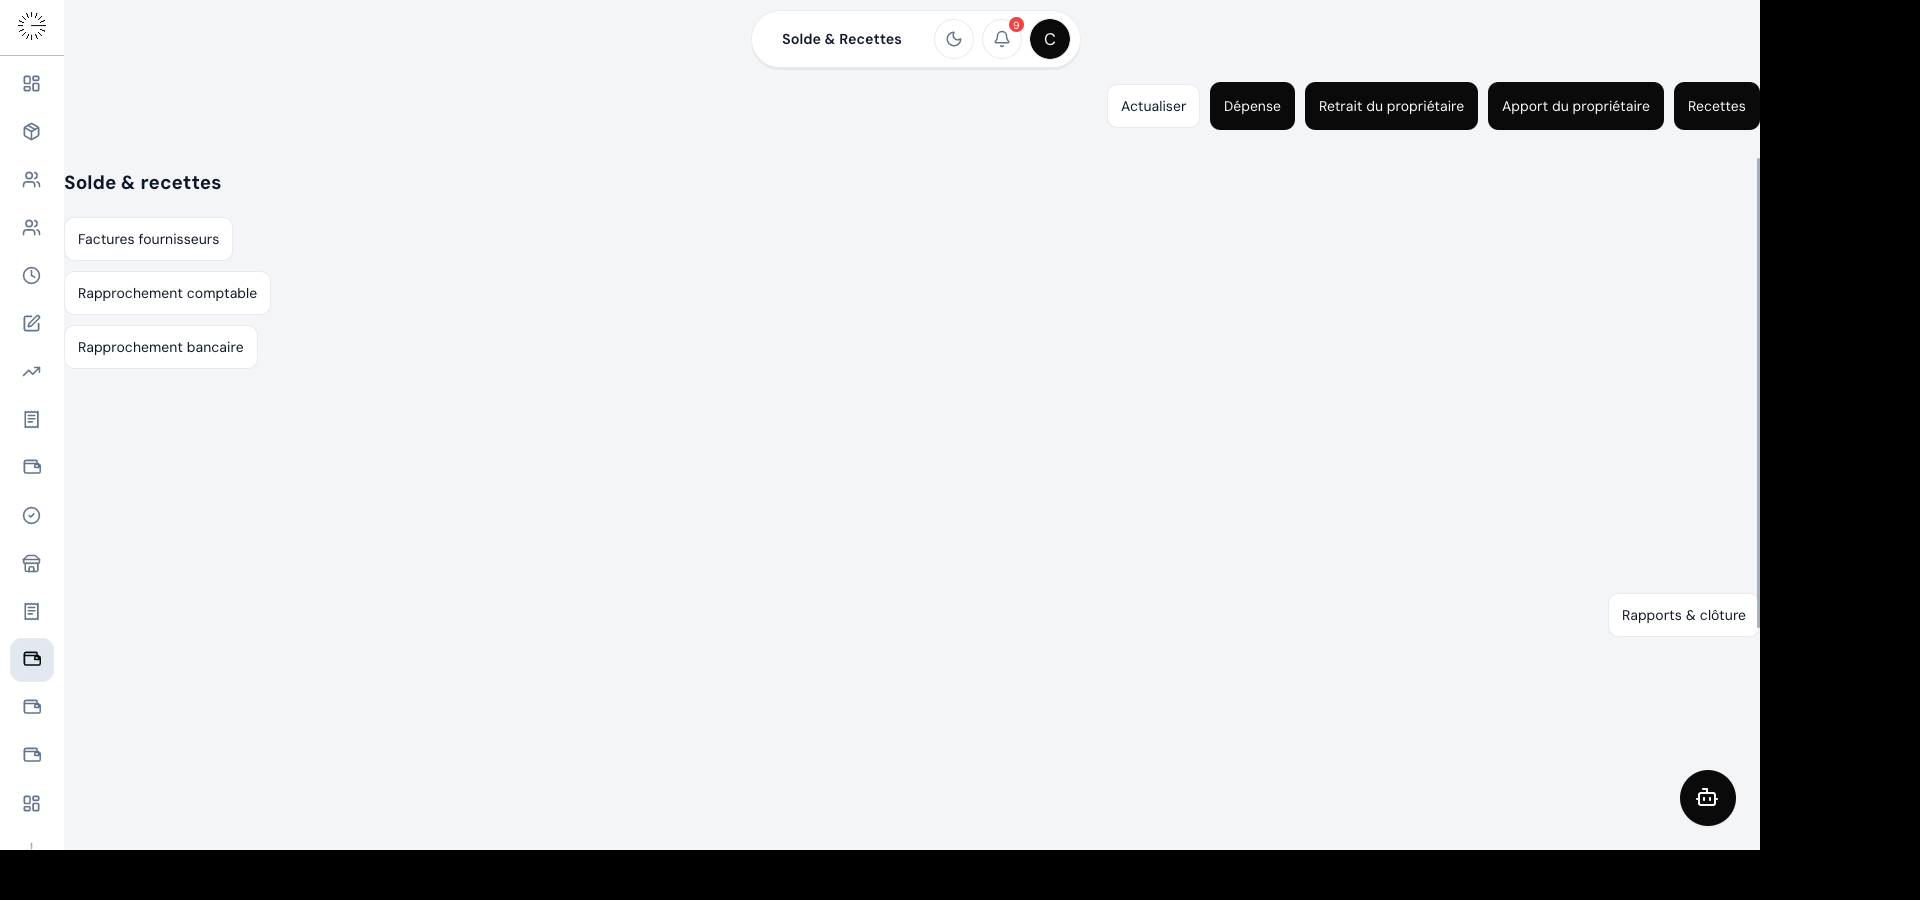 Solde & Recettes
9
C
Actualiser
Dépense
Retrait du propriétaire
Apport du propriétaire
Recettes
Solde & recettes
Factures fournisseurs
Rapprochement comptable
Rapprochement bancaire
Rapports & clôture